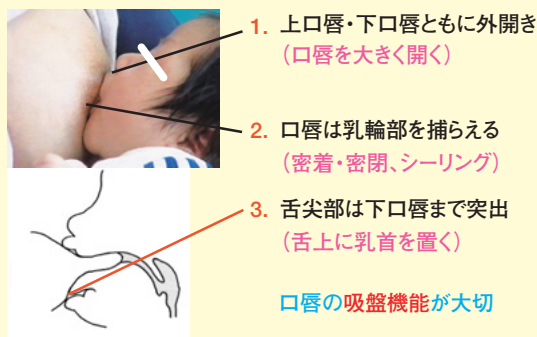 1. 上口唇・下口唇ともに外開き
（口唇を大きく開く）
2. 口唇は乳輪部を捕らえる
（密着・密閉、シーリング）
3. 舌尖部は下口唇まで突出
（舌上に乳首を置く）
口唇の吸盤機能が大切